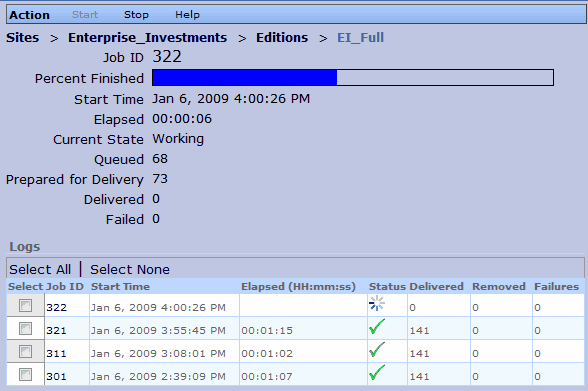 Action Start Stop Help
Sites > Enterprise_Investments > Editions > EI_Full
Job ID 322
Percent Finished
Start Time Jan 6, 2009 4:00:26 PM
Elapsed 00:00:06
Current State Working
Queued 68
Prepared for Delivery 73
Delivered 0
Failed 0
Logs
Select All | Select None
Select Job ID Start Time Elapsed (HH:mm:ss) Status Delivered Removed Failures
322 Jan 6, 2009 4:00:26 PM 0 0 0
321 Jan 6, 2009 3:55:45 PM 00:01:15 141 0 0
311 Jan 6, 2009 3:08:01 PM 00:01:02 141 0 0
301 Jan 6, 2009 2:39:09 PM 00:01:07 141 0 0